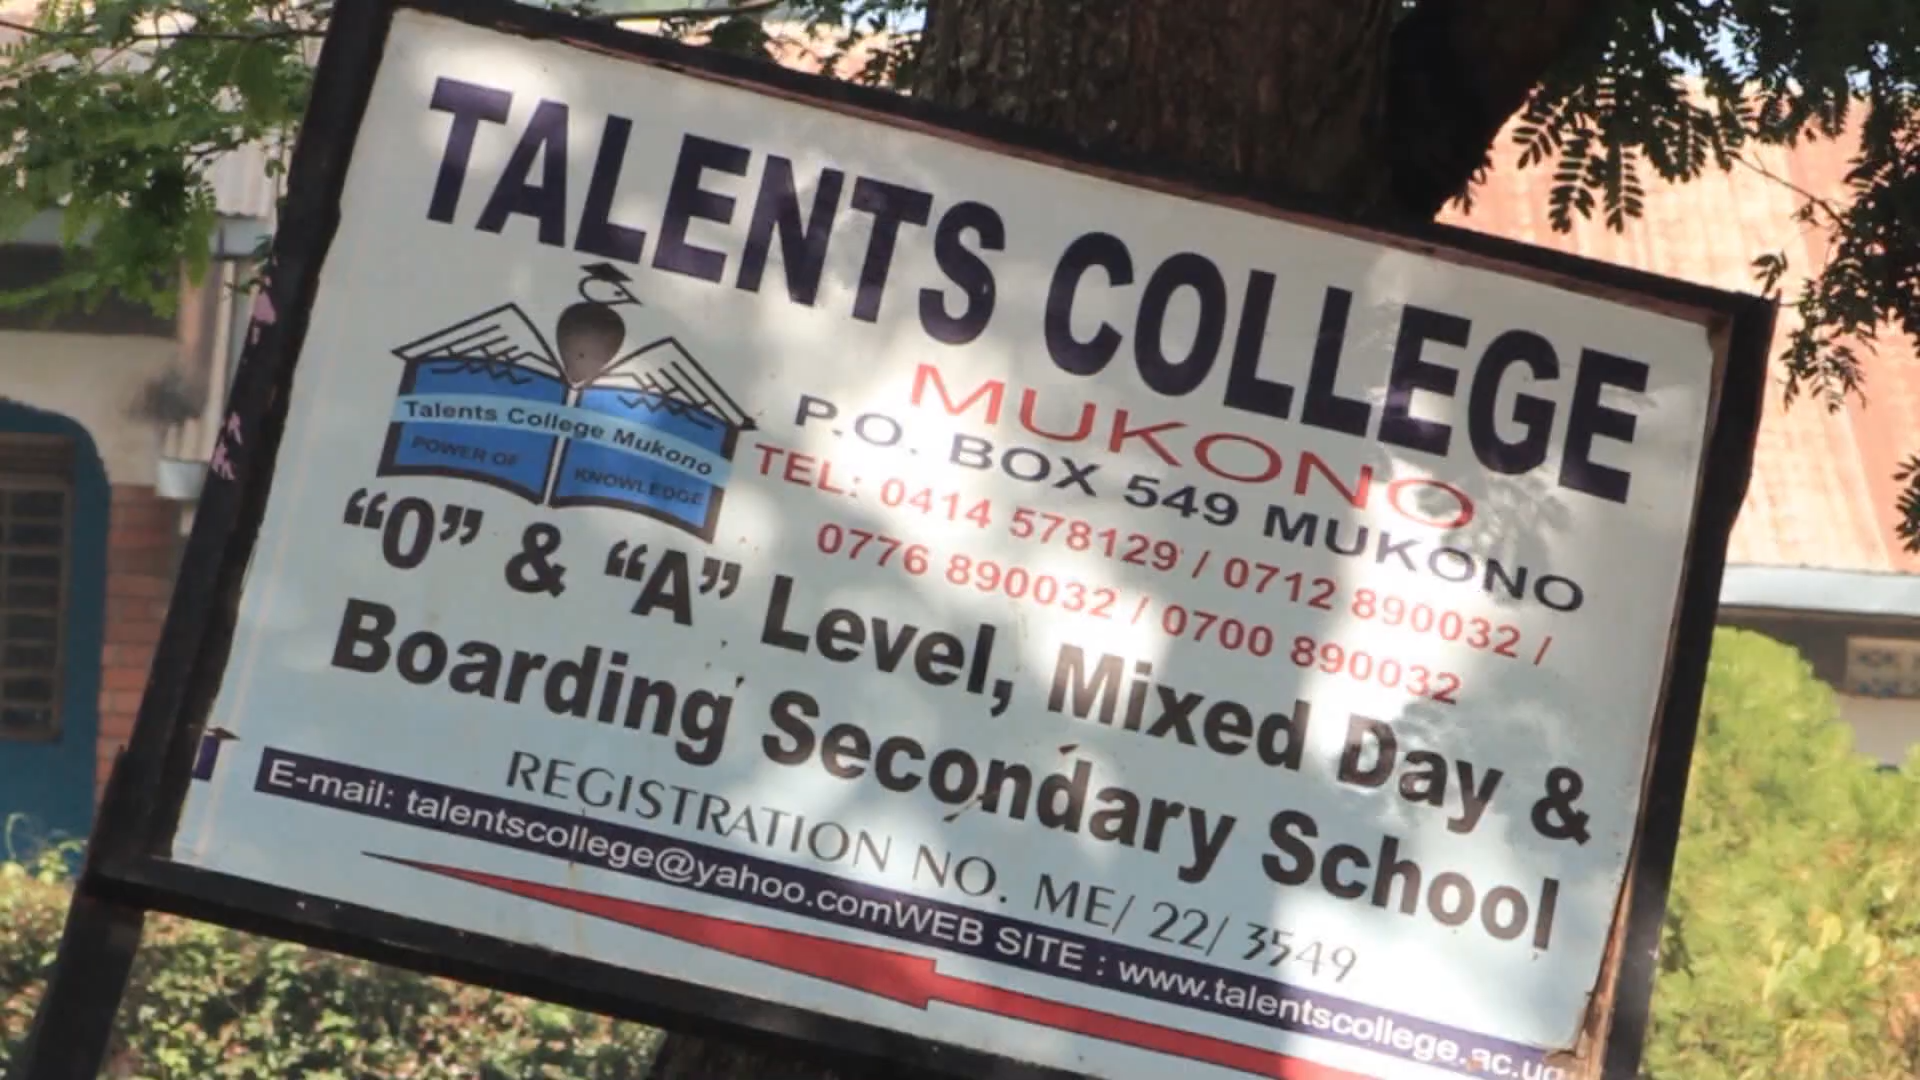 TALENTS COLLEGE
MUKONO
P.O. BOX 549 MUKONO
TEL: 0414 578129 / 0712 890032 /
0776 890032 / 0700 890032
Talents College Mukono
POWER OF KNOWLEDGE
“0” & “A” Level, Mixed Day &
Boarding Secondary School
REGISTRATION NO. ME/ 22/ 3549
E-mail: talentscollege@yahoo.comWEB SITE : www.talentscollege.ac.ug